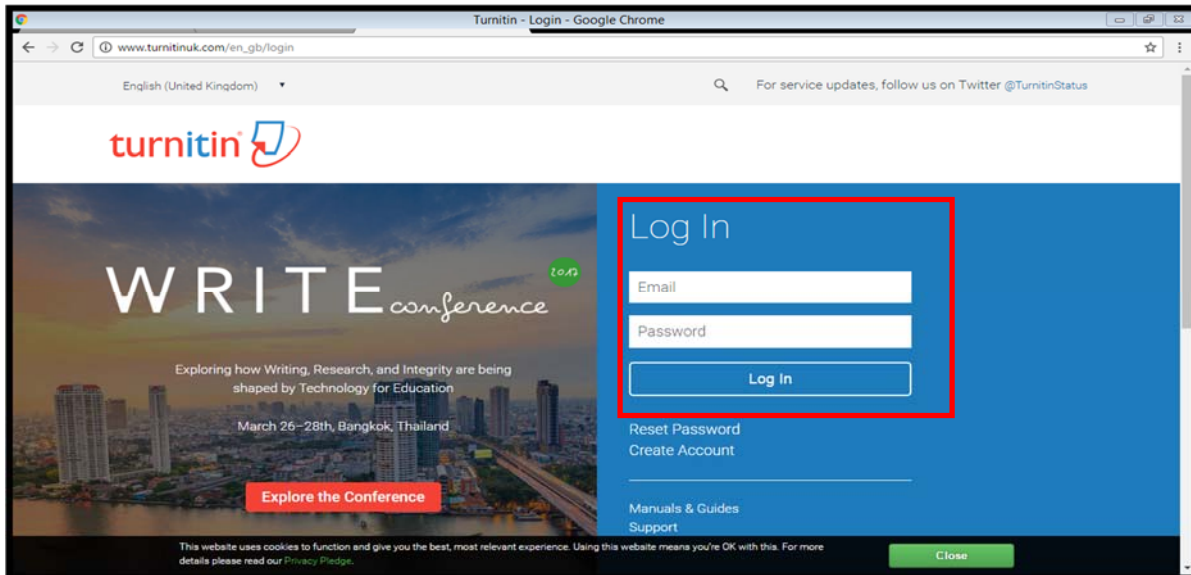 Turnitin - Login - Google Chrome
www.turnitinuk.com/en_gb/login
English (United Kingdom)
For service updates, follow us on Twitter @TurnitinStatus
turnitin
WRITE conference 2017
Exploring how Writing, Research, and Integrity are being
shaped by Technology for Education
March 26–28th, Bangkok, Thailand
Explore the Conference
Log In
Email
Password
Log In
Reset Password
Create Account
Manuals & Guides
Support
This website uses cookies to function and give you the best, most relevant experience. Using this website means you're OK with this. For more
details please read our Privacy Pledge.
Close